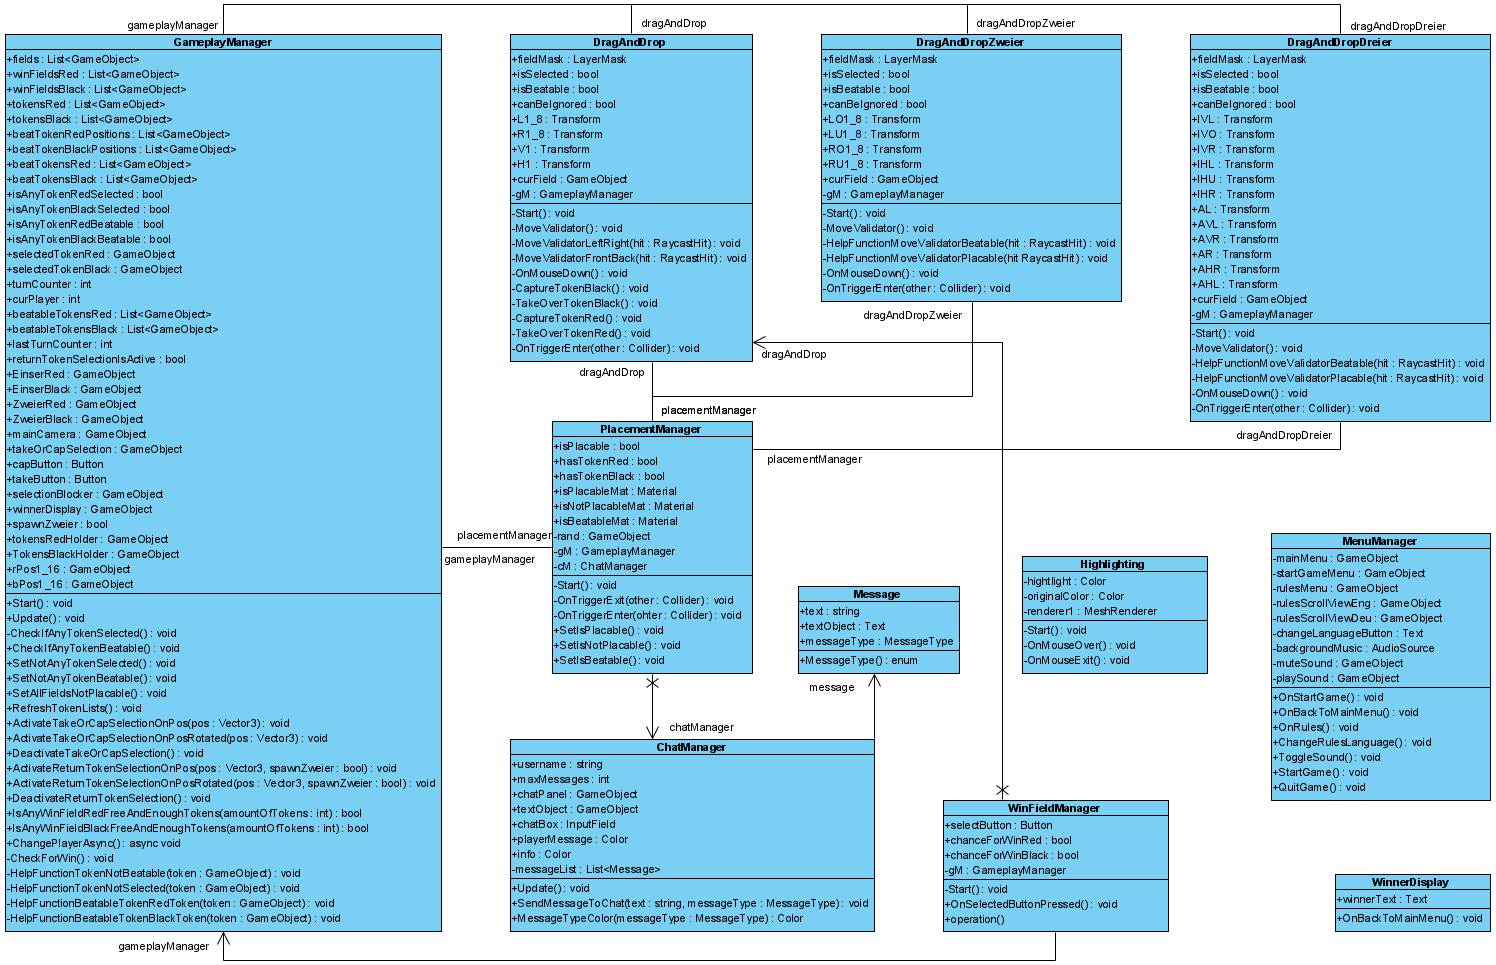 gameplayManager
dragAndDrop
dragAndDropZweier
dragAndDropDreier
GameplayManager
+fields : List<GameObject>
+winFieldsRed : List<GameObject>
+winFieldsBlack : List<GameObject>
+tokensRed : List<GameObject>
+tokensBlack : List<GameObject>
+beatTokenRedPositions : List<GameObject>
+beatTokenBlackPositions : List<GameObject>
+beatTokensRed : List<GameObject>
+beatTokensBlack : List<GameObject>
+isAnyTokenRedSelected : bool
+isAnyTokenBlackSelected : bool
+isAnyTokenRedBeatable : bool
+isAnyTokenBlackBeatable : bool
+selectedTokenRed : GameObject
+selectedTokenBlack : GameObject
+turnCounter : int
+curPlayer : int
+beatableTokensRed : List<GameObject>
+beatableTokensBlack : List<GameObject>
+lastTurnCounter : int
+returnTokenSelectionIsActive : bool
+EinserRed : GameObject
+EinserBlack : GameObject
+ZweierRed : GameObject
+ZweierBlack : GameObject
+mainCamera : GameObject
+takeOrCapSelection : GameObject
+capButton : Button
+takeButton : Button
+selectionBlocker : GameObject
+winnerDisplay : GameObject
+spawnZweier : bool
+tokensRedHolder : GameObject
+TokensBlackHolder : GameObject
+rPos1_16 : GameObject
+bPos1_16 : GameObject
+Start() : void
+Update() : void
-CheckIfAnyTokenSelected() : void
+CheckIfAnyTokenBeatable() : void
+SetNotAnyTokenSelected() : void
+SetNotAnyTokenBeatable() : void
+SetAllFieldsNotPlacable() : void
+RefreshTokenLists() : void
+ActivateTakeOrCapSelectionOnPos(pos : Vector3) : void
+ActivateTakeOrCapSelectionOnPosRotated(pos : Vector3) : void
+DeactivateTakeOrCapSelection() : void
+ActivateReturnTokenSelectionOnPos(pos : Vector3, spawnZweier : bool) : void
+ActivateReturnTokenSelectionOnPosRotated(pos : Vector3, spawnZweier : bool) : void
+DeactivateReturnTokenSelection() : void
+IsAnyWinFieldRedFreeAndEnoughTokens(amountOfTokens : int) : bool
+IsAnyWinFieldBlackFreeAndEnoughTokens(amountOfTokens : int) : bool
+ChangePlayerAsync() : async void
-CheckForWin() : void
-HelpFunctionTokenNotBeatable(token : GameObject) : void
-HelpFunctionTokenNotSelected(token : GameObject) : void
-HelpFunctionBeatableTokenRedToken(token : GameObject) : void
-HelpFunctionBeatableTokenBlackToken(token : GameObject) : void
gameplayManager
DragAndDrop
+fieldMask : LayerMask
+isSelected : bool
+isBeatable : bool
+canBeIgnored : bool
+L1_8 : Transform
+R1_8 : Transform
+V1 : Transform
+H1 : Transform
+curField : GameObject
-gM : GameplayManager
-Start() : void
-MoveValidator() : void
-MoveValidatorLeftRight(hit : RaycastHit) : void
-MoveValidatorFrontBack(hit : RaycastHit) : void
-OnMouseDown() : void
-CaptureTokenBlack() : void
-TakeOverTokenBlack() : void
-CaptureTokenRed() : void
-TakeOverTokenRed() : void
-OnTriggerEnter(other : Collider) : void
dragAndDrop
DragAndDropZweier
+fieldMask : LayerMask
+isSelected : bool
+isBeatable : bool
+canBeIgnored : bool
+LO1_8 : Transform
+LU1_8 : Transform
+RO1_8 : Transform
+RU1_8 : Transform
+curField : GameObject
-gM : GameplayManager
-Start() : void
-MoveValidator() : void
-HelpFunctionMoveValidatorBeatable(hit : RaycastHit) : void
-HelpFunctionMoveValidatorPlacable(hit RaycastHit) : void
-OnMouseDown() : void
-OnTriggerEnter(other : Collider) : void
dragAndDropZweier
dragAndDrop
DragAndDropDreier
+fieldMask : LayerMask
+isSelected : bool
+isBeatable : bool
+canBeIgnored : bool
+IVL : Transform
+IVO : Transform
+IVR : Transform
+IHL : Transform
+IHU : Transform
+IHR : Transform
+AL : Transform
+AVL : Transform
+AVR : Transform
+AR : Transform
+AHR : Transform
+AHL : Transform
+curField : GameObject
-gM : GameplayManager
-Start() : void
-MoveValidator() : void
-HelpFunctionMoveValidatorBeatable(hit : RaycastHit) : void
-HelpFunctionMoveValidatorPlacable(hit : RaycastHit) : void
-OnMouseDown() : void
-OnTriggerEnter(other : Collider) : void
dragAndDropDreier
placementManager
placementManager
placementManager
gameplayManager
PlacementManager
+isPlacable : bool
+hasTokenRed : bool
+hasTokenBlack : bool
+isPlacableMat : Material
+isNotPlacableMat : Material
+isBeatableMat : Material
-rand : GameObject
-gM : GameplayManager
-cM : ChatManager
-Start() : void
-OnTriggerExit(other : Collider) : void
-OnTriggerEnter(ohter : Collider) : void
+SetIsPlacable() : void
+SetIsNotPlacable() : void
+SetIsBeatable() : void
chatManager
Message
+text : string
+textObject : Text
+messageType : MessageType
+MessageType() : enum
message
Highlighting
-hightlight : Color
-originalColor : Color
-renderer1 : MeshRenderer
-Start() : void
-OnMouseOver() : void
-OnMouseExit() : void
MenuManager
-mainMenu : GameObject
-startGameMenu : GameObject
-rulesMenu : GameObject
-rulesScrollViewEng : GameObject
-rulesScrollViewDeu : GameObject
-changeLanguageButton : Text
-backgroundMusic : AudioSource
-muteSound : GameObject
-playSound : GameObject
+OnStartGame() : void
+OnBackToMainMenu() : void
+OnRules() : void
+ChangeRulesLanguage() : void
+ToggleSound() : void
+StartGame() : void
+QuitGame() : void
ChatManager
+username : string
+maxMessages : int
+chatPanel : GameObject
+textObject : GameObject
+chatBox : InputField
+playerMessage : Color
+info : Color
-messageList : List<Message>
+Update() : void
+SendMessageToChat(text : string, messageType : MessageType) : void
+MessageTypeColor(messageType : MessageType) : Color
WinFieldManager
+selectButton : Button
+chanceForWinRed : bool
+chanceForWinBlack : bool
-gM : GameplayManager
-Start() : void
+OnSelectedButtonPressed() : void
+operation()
WinnerDisplay
+winnerText : Text
+OnBackToMainMenu() : void